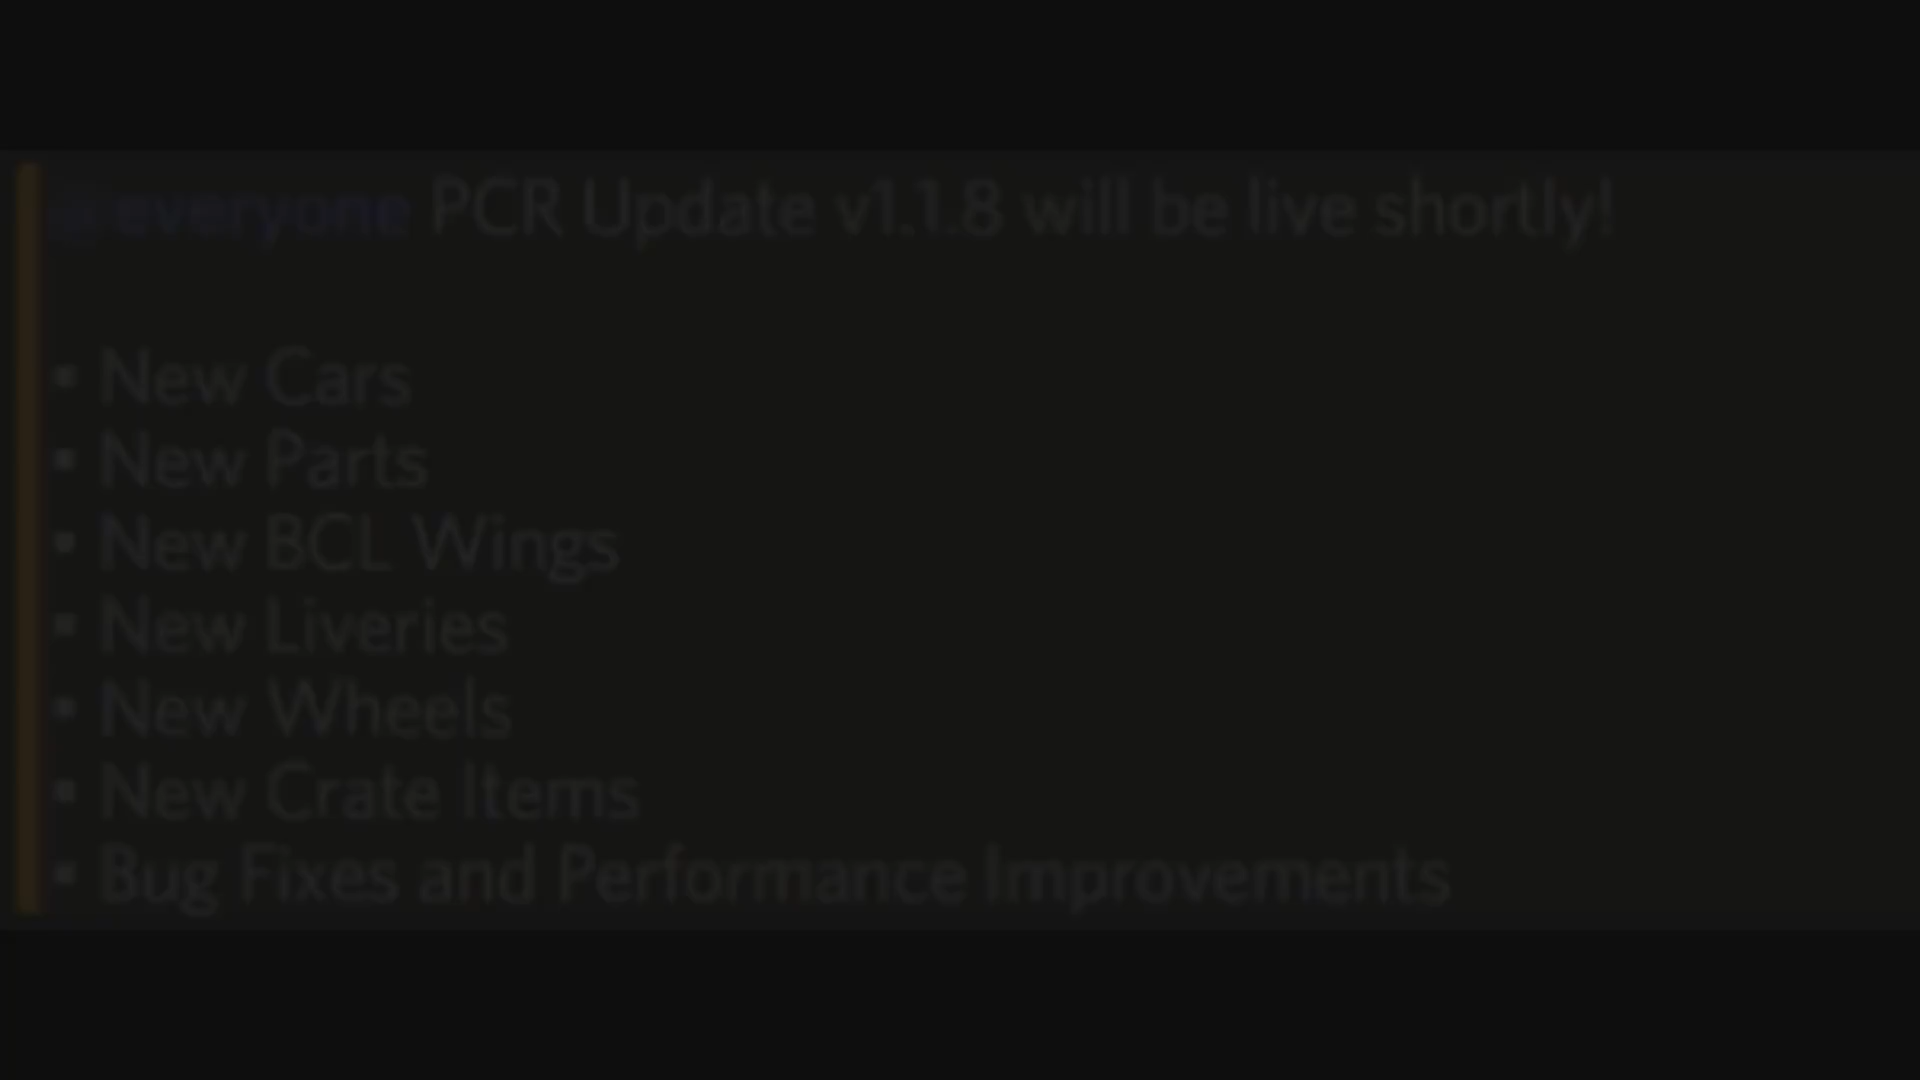 @everyone PCR Update v1.1.8 will be live shortly!
▪ New Cars
▪ New Parts
▪ New BCL Wings
▪ New Liveries
▪ New Wheels
▪ New Crate Items
▪ Bug Fixes and Performance Improvements